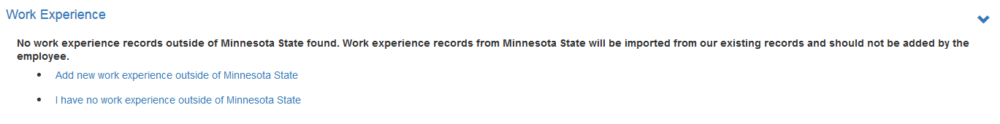 Work Experience
No work experience records outside of Minnesota State found. Work experience records from Minnesota State will be imported from our existing records and should not be added by the
employee.
Add new work experience outside of Minnesota State
I have no work experience outside of Minnesota State